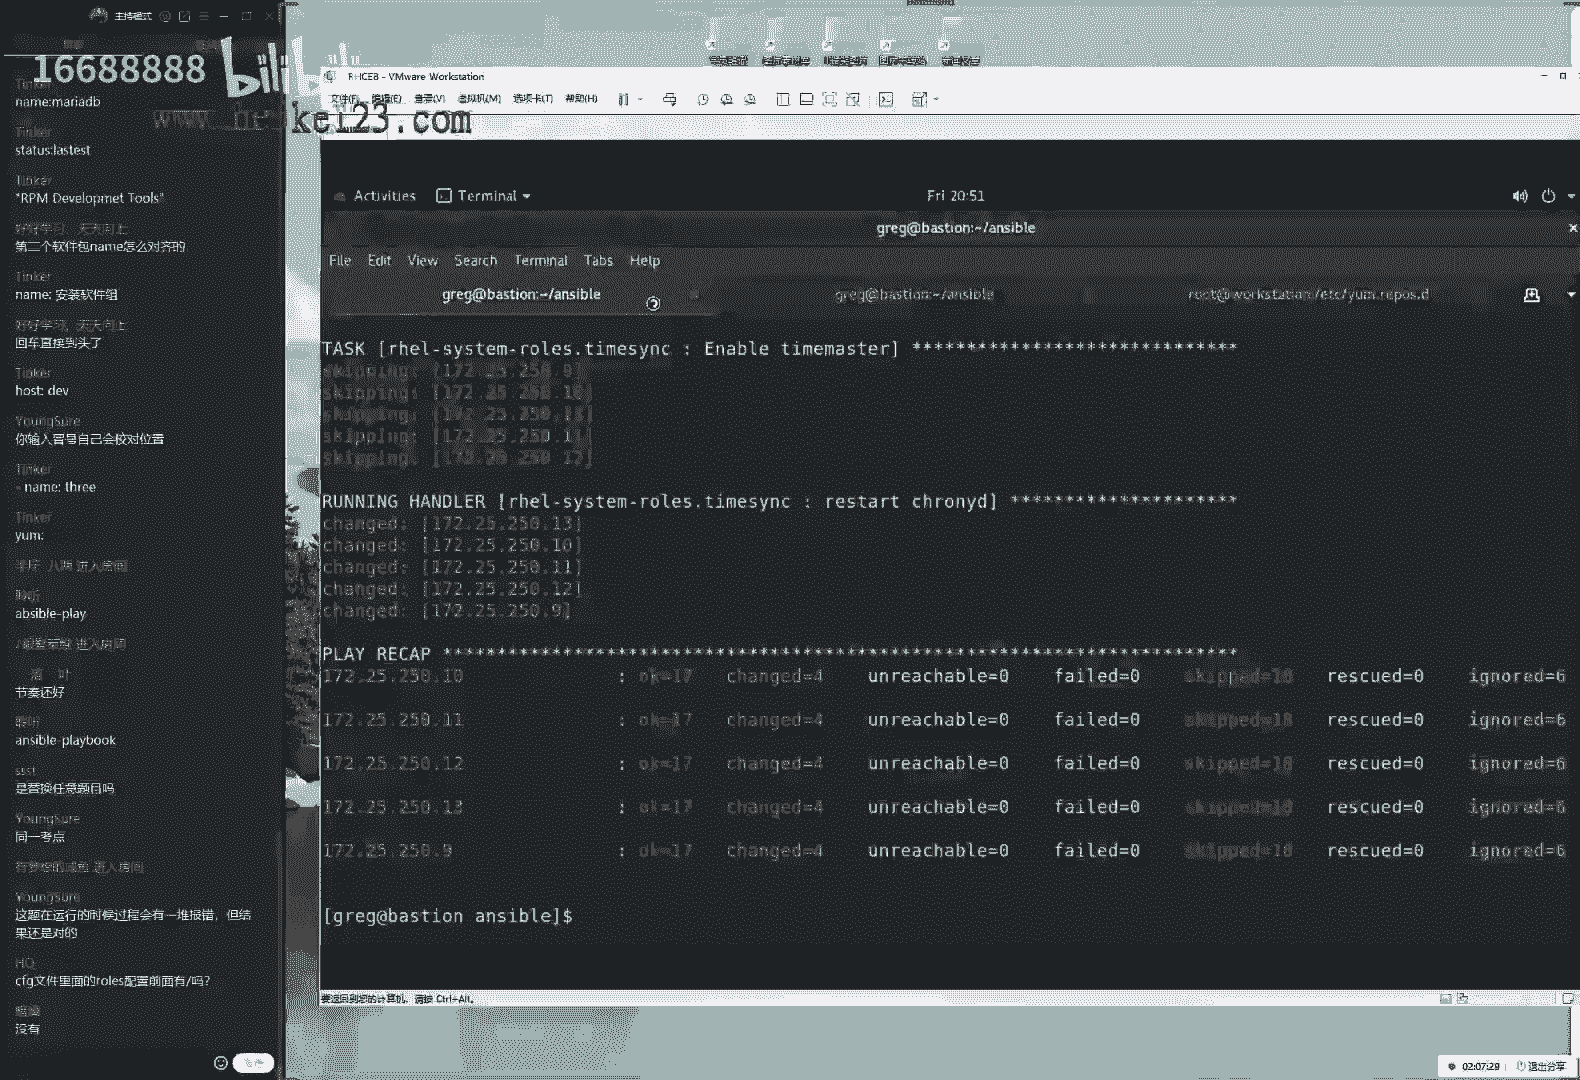 主持模式
16688888
bilibili
www
kei23.com
name:mariadb
Tinker
status:lastest
Tinker
"RPM Developmet Tools"
好好学习，天天向上
第二个软件包name怎么对齐的
Tinker
name: 安装软件组
好好学习，天天向上
回车直接到头了
Tinker
host: dev
YoungSure
你输入冒号自己会校对位置
Tinker
- name: three
Tinker
yum:
进入房间
absible-play
进入房间
落 叶
节奏还好
ansible-playbook
ssst
是替换任意题目吗
YoungSure
同一考点
进入房间
YoungSure
这题在运行的时候过程会有一堆报错，但结
果还是对的
HQ
cfg文件里面的roles配置前面有/吗?
没有
RHCE8 - VMware Workstation
文件(F) 编辑(E) 查看(V) 虚拟机(M) 选项卡(T) 帮助(H)
Activities Terminal Fri 20:51
greg@bastion:~/ansible
File Edit View Search Terminal Tabs Help
greg@bastion:~/ansible greg@bastion:~/ansible root@workstation:/etc/yum.repos.d
TASK [rhel-system-roles.timesync : Enable timemaster] *****************************
skipping: [172.25.250.9]
skipping: [172.25.250.10]
skipping: [172.25.250.13]
skipping: [172.25.250.11]
skipping: [172.25.250.12]
RUNNING HANDLER [rhel-system-roles.timesync : restart chronyd] ********************
changed: [172.25.250.13]
changed: [172.25.250.10]
changed: [172.25.250.11]
changed: [172.25.250.12]
changed: [172.25.250.9]
PLAY RECAP ************************************************************************
172.25.250.10 : ok=17 changed=4 unreachable=0 failed=0 skipped=18 rescued=0 ignored=6
172.25.250.11 : ok=17 changed=4 unreachable=0 failed=0 skipped=18 rescued=0 ignored=6
172.25.250.12 : ok=17 changed=4 unreachable=0 failed=0 skipped=18 rescued=0 ignored=6
172.25.250.13 : ok=17 changed=4 unreachable=0 failed=0 skipped=18 rescued=0 ignored=6
172.25.250.9 : ok=17 changed=4 unreachable=0 failed=0 skipped=18 rescued=0 ignored=6
[greg@bastion ansible]$
要返回到您的计算机，请按 Ctrl+Alt。
02:07:29 退出分享